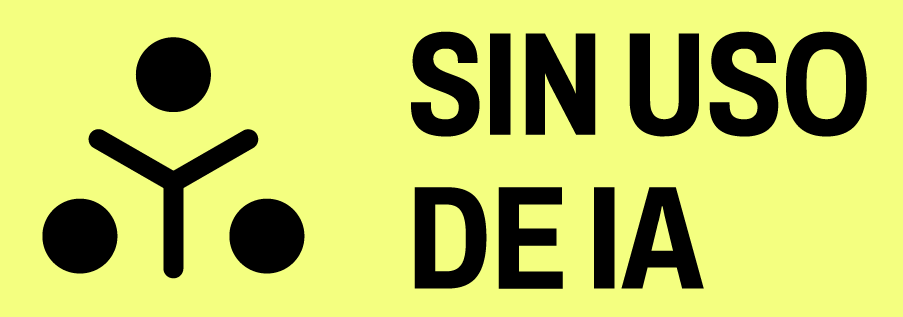 SIN USO
DE IA